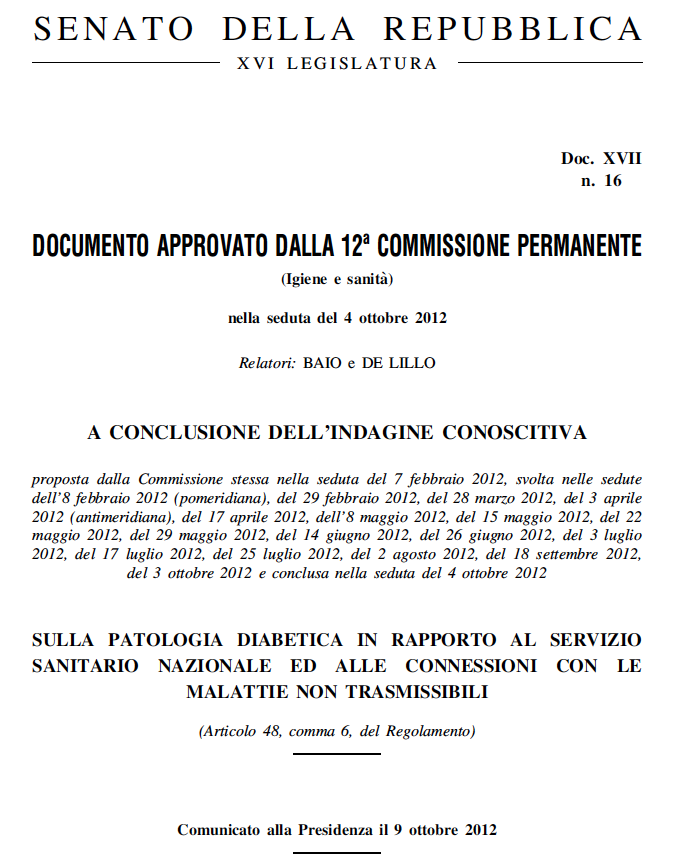 SENATO DELLA REPUBBLICA
XVI LEGISLATURA
Doc. XVII
n. 16
DOCUMENTO APPROVATO DALLA 12ª COMMISSIONE PERMANENTE
(Igiene e sanità)
nella seduta del 4 ottobre 2012
Relatori: BAIO e DE LILLO
A CONCLUSIONE DELL'INDAGINE CONOSCITIVA
proposta dalla Commissione stessa nella seduta del 7 febbraio 2012, svolta nelle sedute
dell'8 febbraio 2012 (pomeridiana), del 29 febbraio 2012, del 28 marzo 2012, del 3 aprile
2012 (antimeridiana), del 17 aprile 2012, dell'8 maggio 2012, del 15 maggio 2012, del 22
maggio 2012, del 29 maggio 2012, del 14 giugno 2012, del 26 giugno 2012, del 3 luglio
2012, del 17 luglio 2012, del 25 luglio 2012, del 2 agosto 2012, del 18 settembre 2012,
del 3 ottobre 2012 e conclusa nella seduta del 4 ottobre 2012
SULLA PATOLOGIA DIABETICA IN RAPPORTO AL SERVIZIO
SANITARIO NAZIONALE ED ALLE CONNESSIONI CON LE
MALATTIE NON TRASMISSIBILI
(Articolo 48, comma 6, del Regolamento)
Comunicato alla Presidenza il 9 ottobre 2012